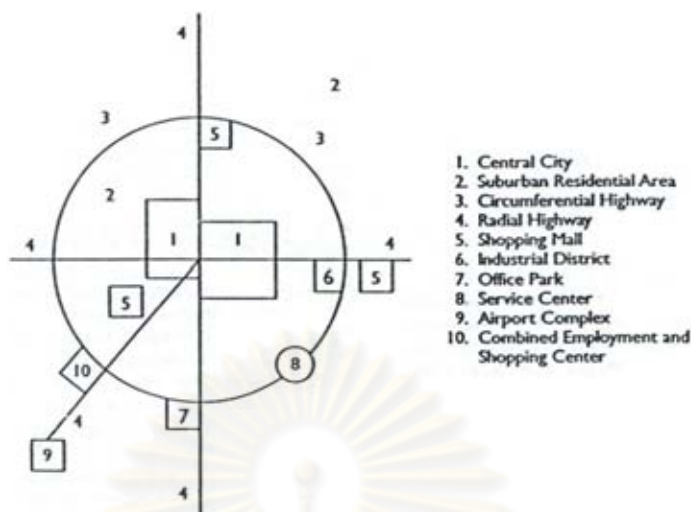 4
2
3
5
3
2
1
1
4
4
6
5
5
8
10
7
4
9
4
1. Central City
2. Suburban Residential Area
3. Circumferential Highway
4. Radial Highway
5. Shopping Mall
6. Industrial District
7. Office Park
8. Service Center
9. Airport Complex
10. Combined Employment and
Shopping Center